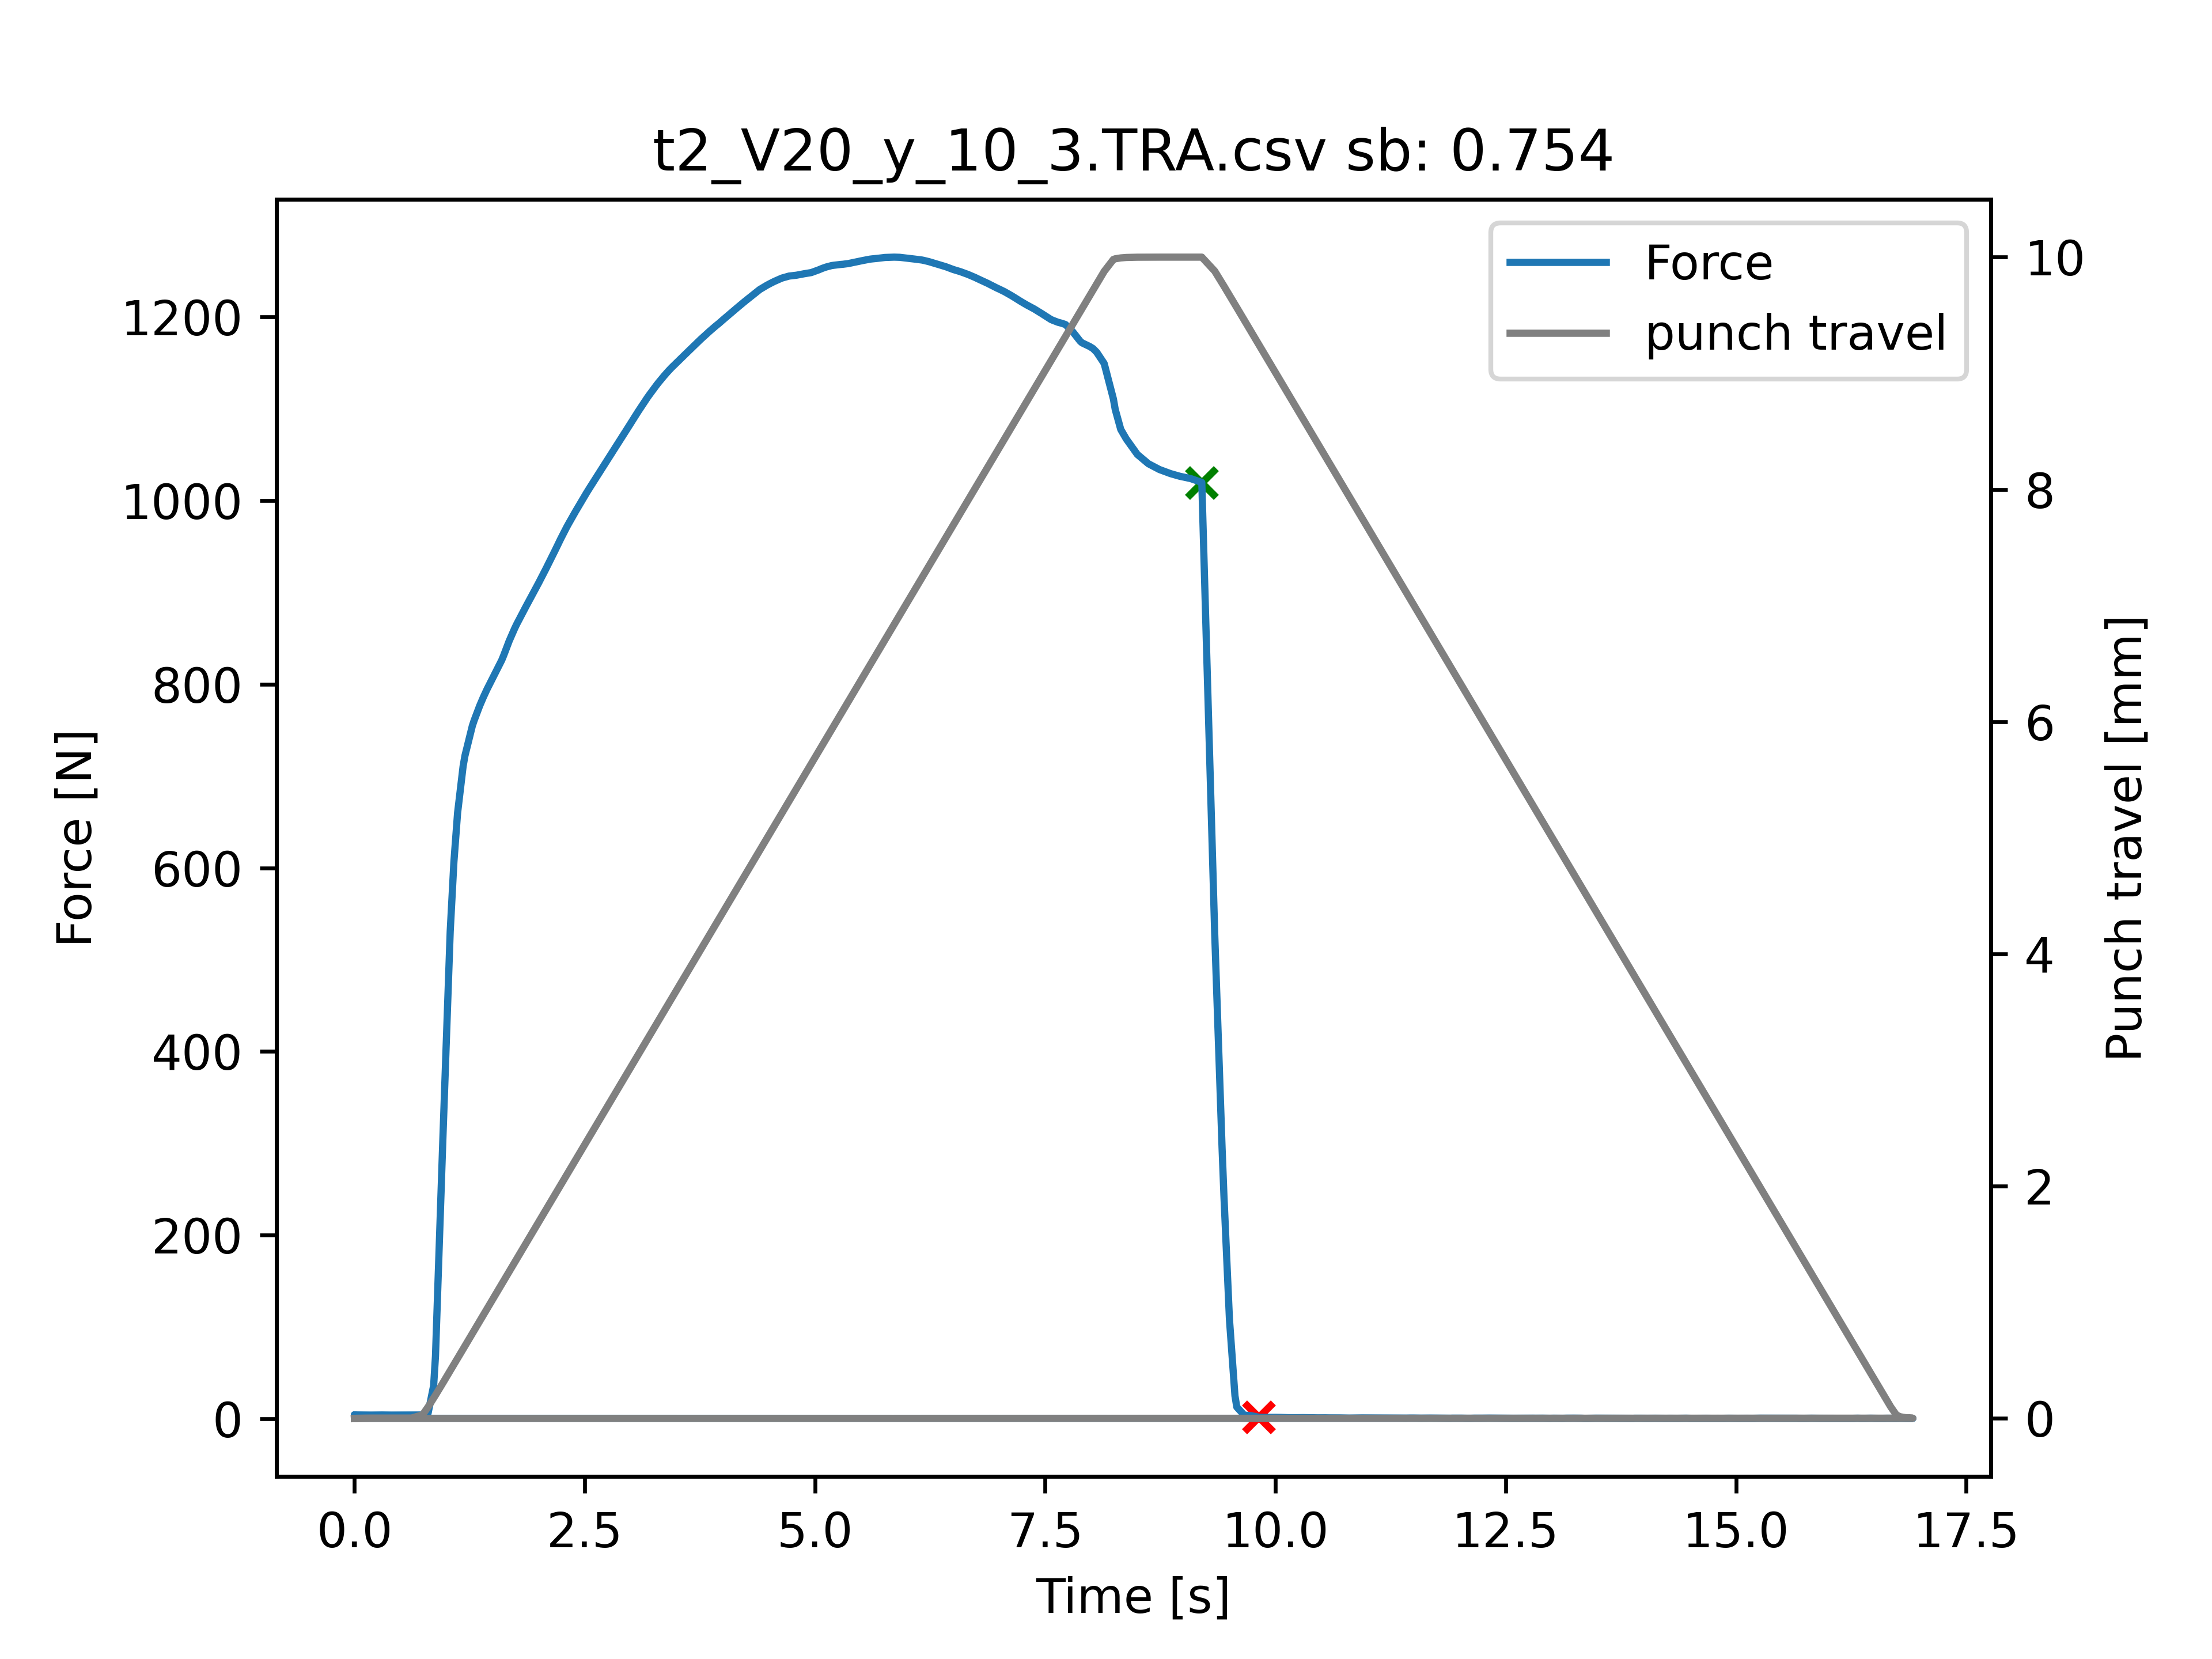 t2_V20_y_10_3.TRA.csv sb: 0.754
Force
punch travel
1200
1000
800
600
400
200
0
Force [N]
10
8
6
4
2
0
Punch travel [mm]
0.0 2.5 5.0 7.5 10.0 12.5 15.0 17.5
Time [s]